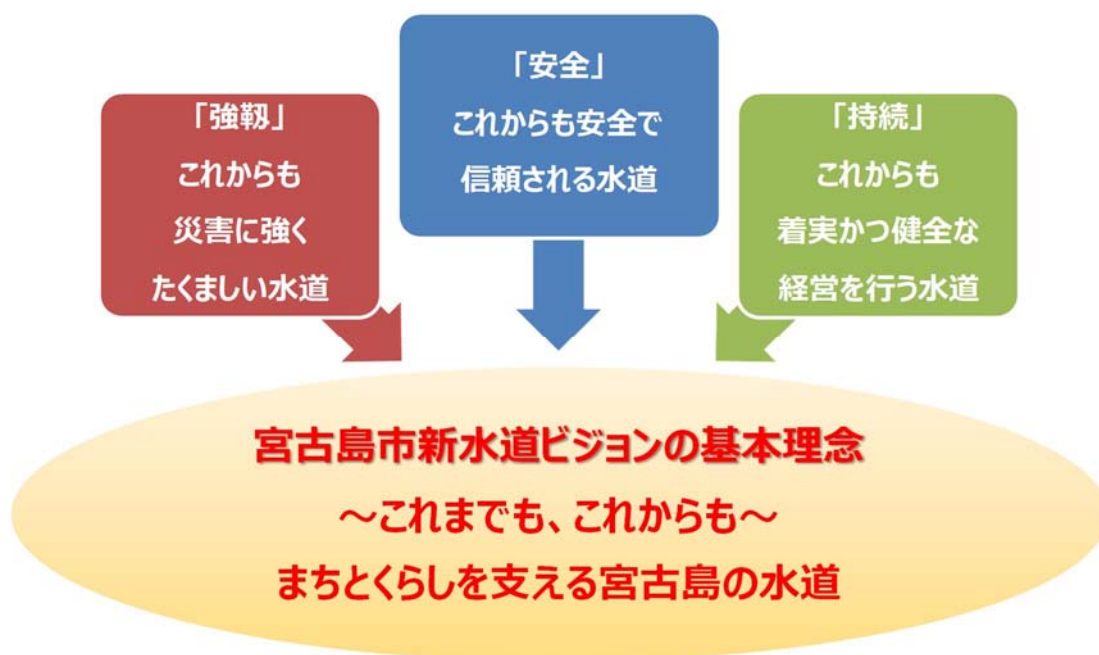 「強靱」
これからも
災害に強く
たくましい水道
「安全」
これからも安全で
信頼される水道
「持続」
これからも
着実かつ健全な
経営を行う水道
宮古島市新水道ビジョンの基本理念
～これまでも、これからも～
まちとくらしを支える宮古島の水道